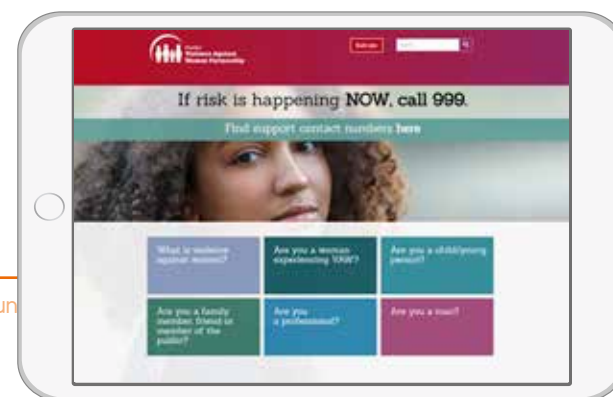 Violence Against
Women Partnership
If risk is happening NOW, call 999.
Find support contact numbers here
What is violence
against women?
Are you a woman
experiencing VAW?
Are you a child/young
person?
Are you a family
member, friend or
member of the
public?
Are you
a professional?
Are you a man?
un